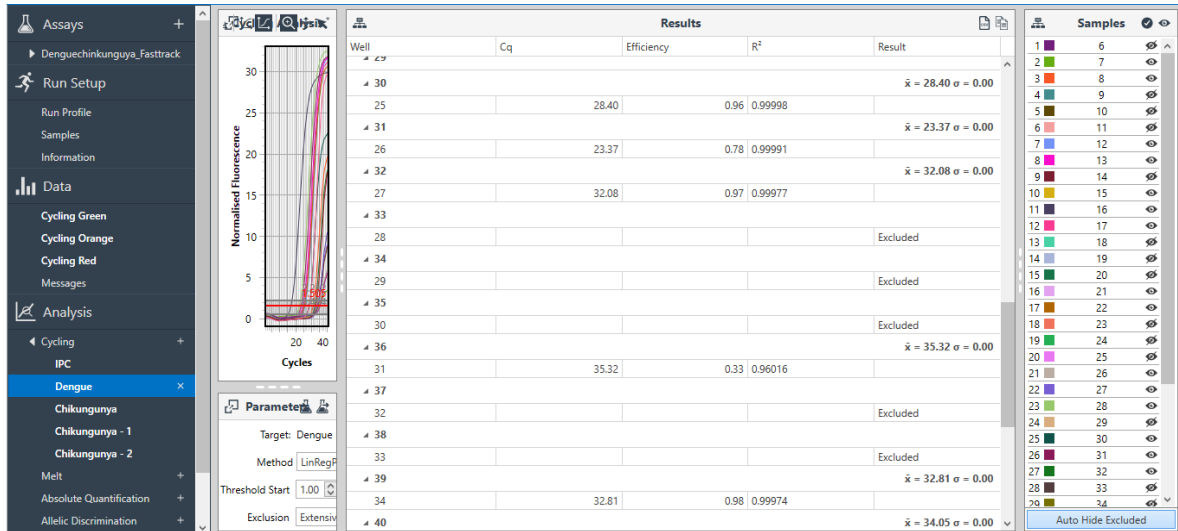 Assays +
Denguechinkunguya_Fasttrack
Run Setup
Run Profile
Samples
Information
Data
Cycling Green
Cycling Orange
Cycling Red
Messages
Analysis
Cycling +
IPC
Dengue ×
Chikungunya
Chikungunya - 1
Chikungunya - 2
Melt +
Absolute Quantification +
Allelic Discrimination +
Normalised Fluorescence
30
25
20
15
10
5
0
20 40
Cycles
Parameter
Target: Dengue
Method LinRegP
Threshold Start 1.00
Exclusion Extensiv
Results
Well Cq Efficiency R² Result
29
30 x̄ = 28.40 σ = 0.00
25 28.40 0.96 0.99998
31 x̄ = 23.37 σ = 0.00
26 23.37 0.78 0.99991
32 x̄ = 32.08 σ = 0.00
27 32.08 0.97 0.99977
33
28 Excluded
34
29 Excluded
35
30 Excluded
36 x̄ = 35.32 σ = 0.00
31 35.32 0.33 0.96016
37
32 Excluded
38
33 Excluded
39 x̄ = 32.81 σ = 0.00
34 32.81 0.98 0.99974
40 x̄ = 34.05 σ = 0.00
Samples
1 6
2 7
3 8
4 9
5 10
6 11
7 12
8 13
9 14
10 15
11 16
12 17
13 18
14 19
15 20
16 21
17 22
18 23
19 24
20 25
21 26
22 27
23 28
24 29
25 30
26 31
27 32
28 33
29 34
Auto Hide Excluded